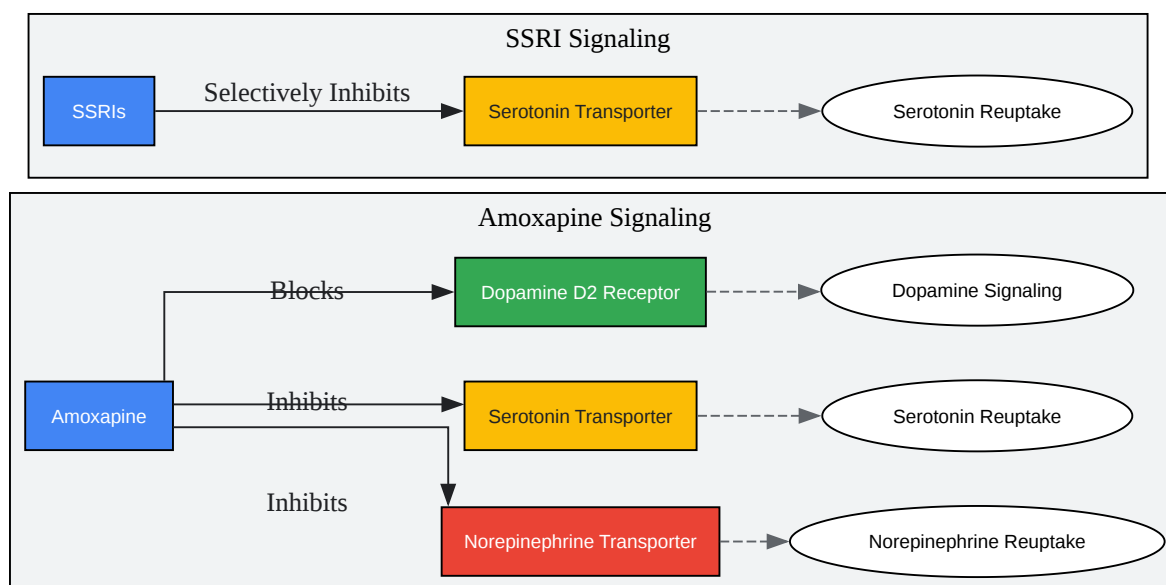 SSRI Signaling
SSRIs
Selectively Inhibits
Serotonin Transporter
Serotonin Reuptake
Amoxapine Signaling
Blocks
Dopamine D2 Receptor
Dopamine Signaling
Amoxapine
Inhibits
Serotonin Transporter
Serotonin Reuptake
Inhibits
Norepinephrine Transporter
Norepinephrine Reuptake